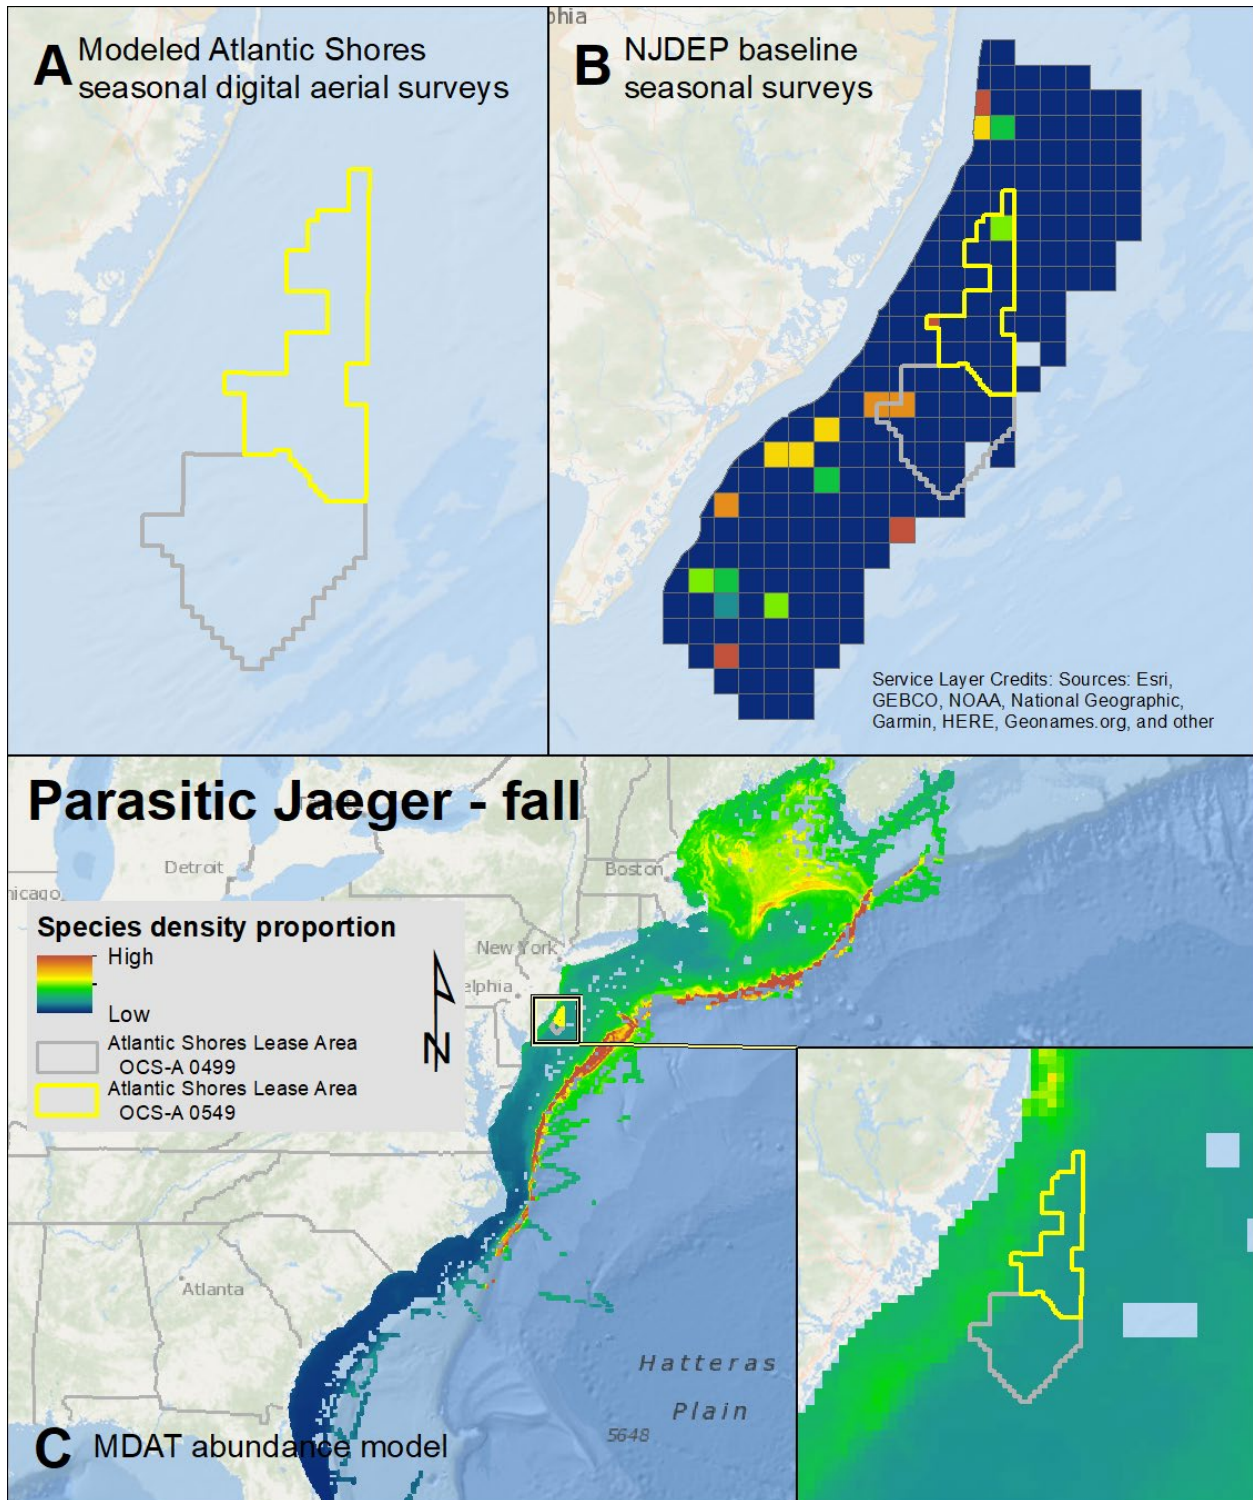 A Modeled Atlantic Shores
seasonal digital aerial surveys
phia
B NJDEP baseline
seasonal surveys
Service Layer Credits: Sources: Esri,
GEBCO, NOAA, National Geographic,
Garmin, HERE, Geonames.org, and other
Parasitic Jaeger - fall
Detroit
Boston
hicago
Species density proportion
High
Low
Atlantic Shores Lease Area
OCS-A 0499
Atlantic Shores Lease Area
OCS-A 0549
N
New York
elphia
Atlanta
Hatteras
Plain
5648
C MDAT abundance model